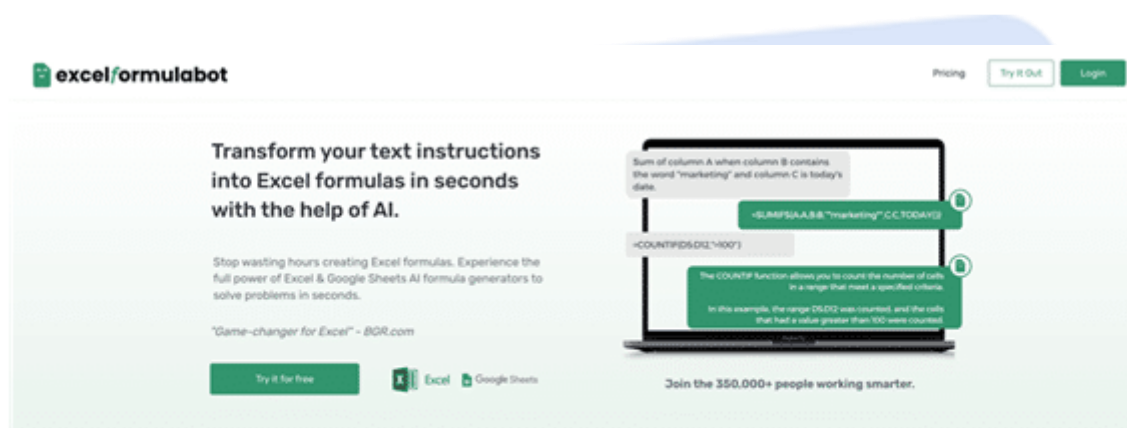 excelformulabot
Pricing
Try It Out
Login
Transform your text instructions
into Excel formulas in seconds
with the help of AI.
Stop wasting hours creating Excel formulas. Experience the
full power of Excel & Google Sheets AI formula generators to
solve problems in seconds.
"Game-changer for Excel" - BGR.com
Try it for free
Excel
Google Sheets
Sum of column A when column B contains
the word "marketing" and column C is today's
date.
=SUMIFS(A:A,B:B,"*marketing*",C:C,TODAY())
=COUNTIF(D5:D12,">100")
The COUNTIF function allows you to count the number of cells
in a range that meet a specified criteria.
In this example, the range D5:D12 was counted, and the cells
that had a value greater than 100 were counted.
Join the 350,000+ people working smarter.